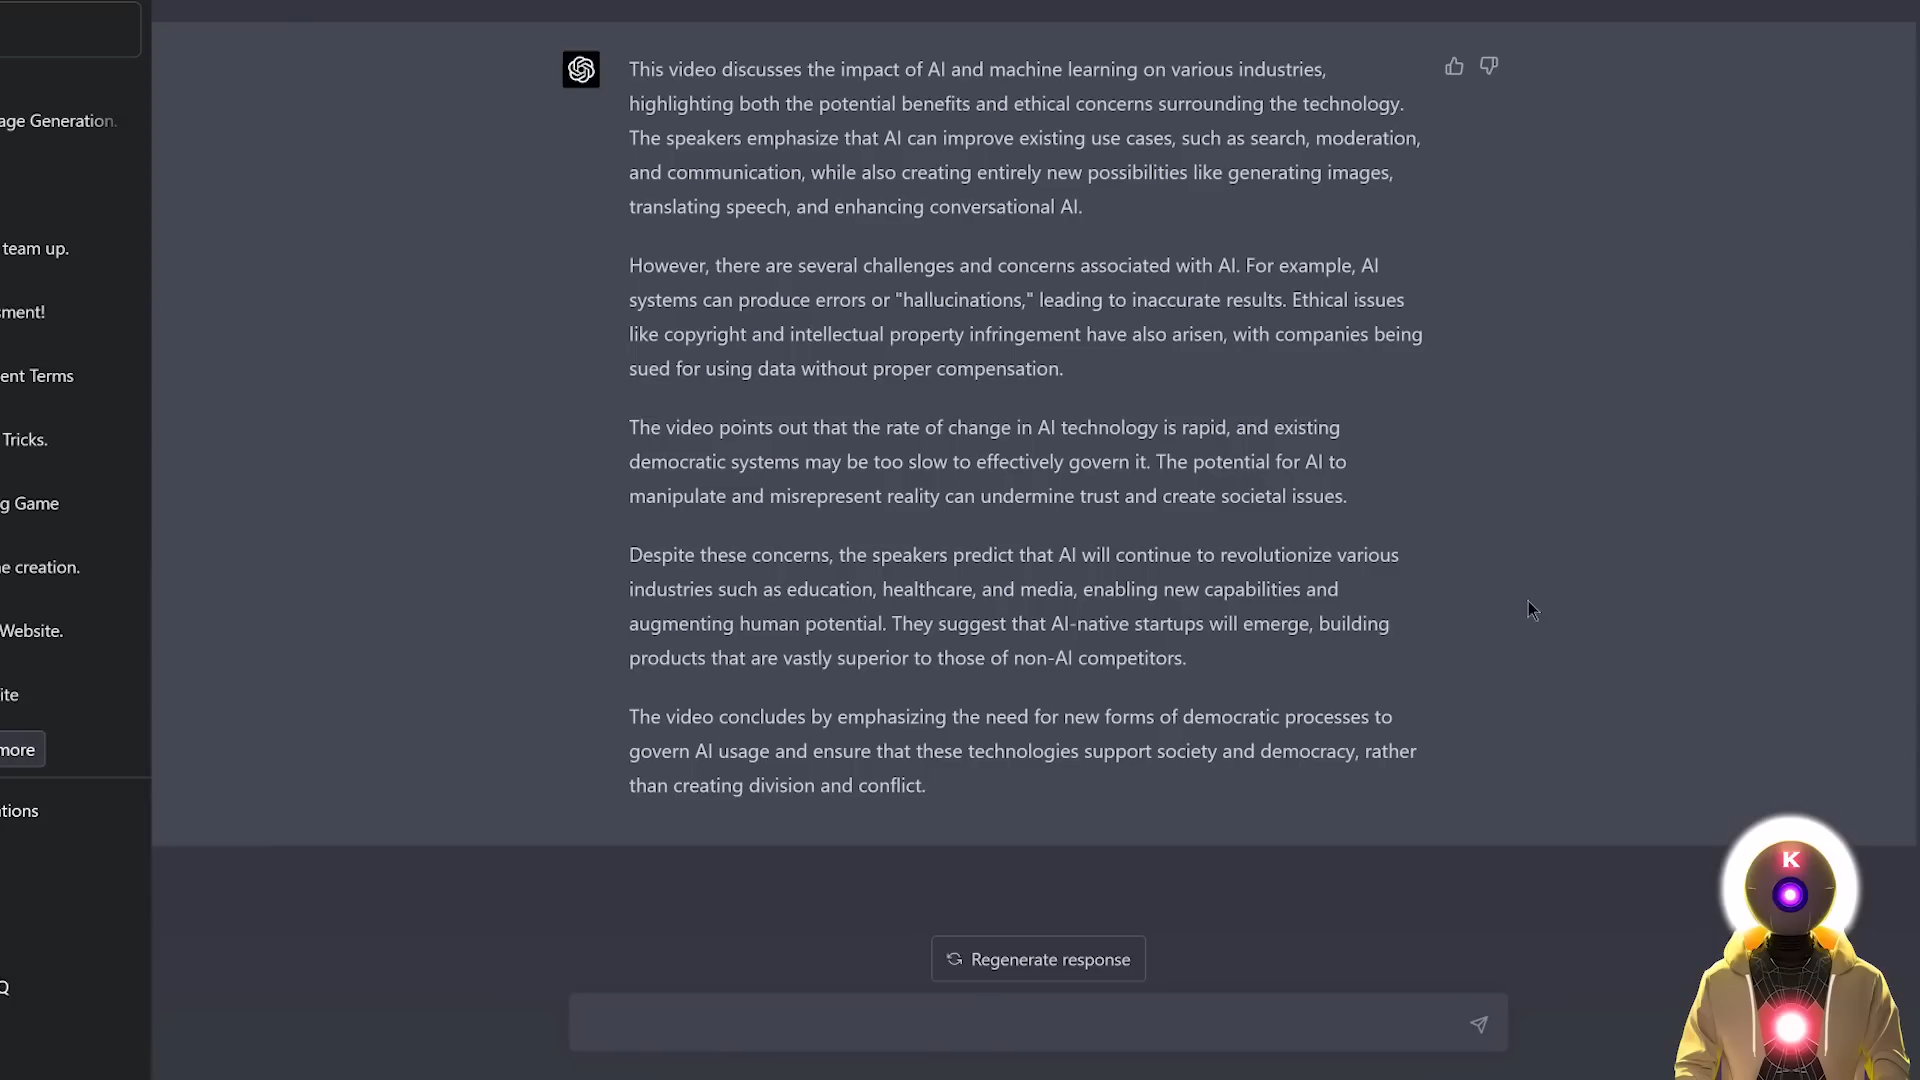 age Generation.
team up.
sment!
ent Terms
Tricks.
g Game
e creation.
Website.
ite
more
ations
Q
This video discusses the impact of AI and machine learning on various industries,
highlighting both the potential benefits and ethical concerns surrounding the technology.
The speakers emphasize that AI can improve existing use cases, such as search, moderation,
and communication, while also creating entirely new possibilities like generating images,
translating speech, and enhancing conversational AI.
However, there are several challenges and concerns associated with AI. For example, AI
systems can produce errors or "hallucinations," leading to inaccurate results. Ethical issues
like copyright and intellectual property infringement have also arisen, with companies being
sued for using data without proper compensation.
The video points out that the rate of change in AI technology is rapid, and existing
democratic systems may be too slow to effectively govern it. The potential for AI to
manipulate and misrepresent reality can undermine trust and create societal issues.
Despite these concerns, the speakers predict that AI will continue to revolutionize various
industries such as education, healthcare, and media, enabling new capabilities and
augmenting human potential. They suggest that AI-native startups will emerge, building
products that are vastly superior to those of non-AI competitors.
The video concludes by emphasizing the need for new forms of democratic processes to
govern AI usage and ensure that these technologies support society and democracy, rather
than creating division and conflict.
Regenerate response
K